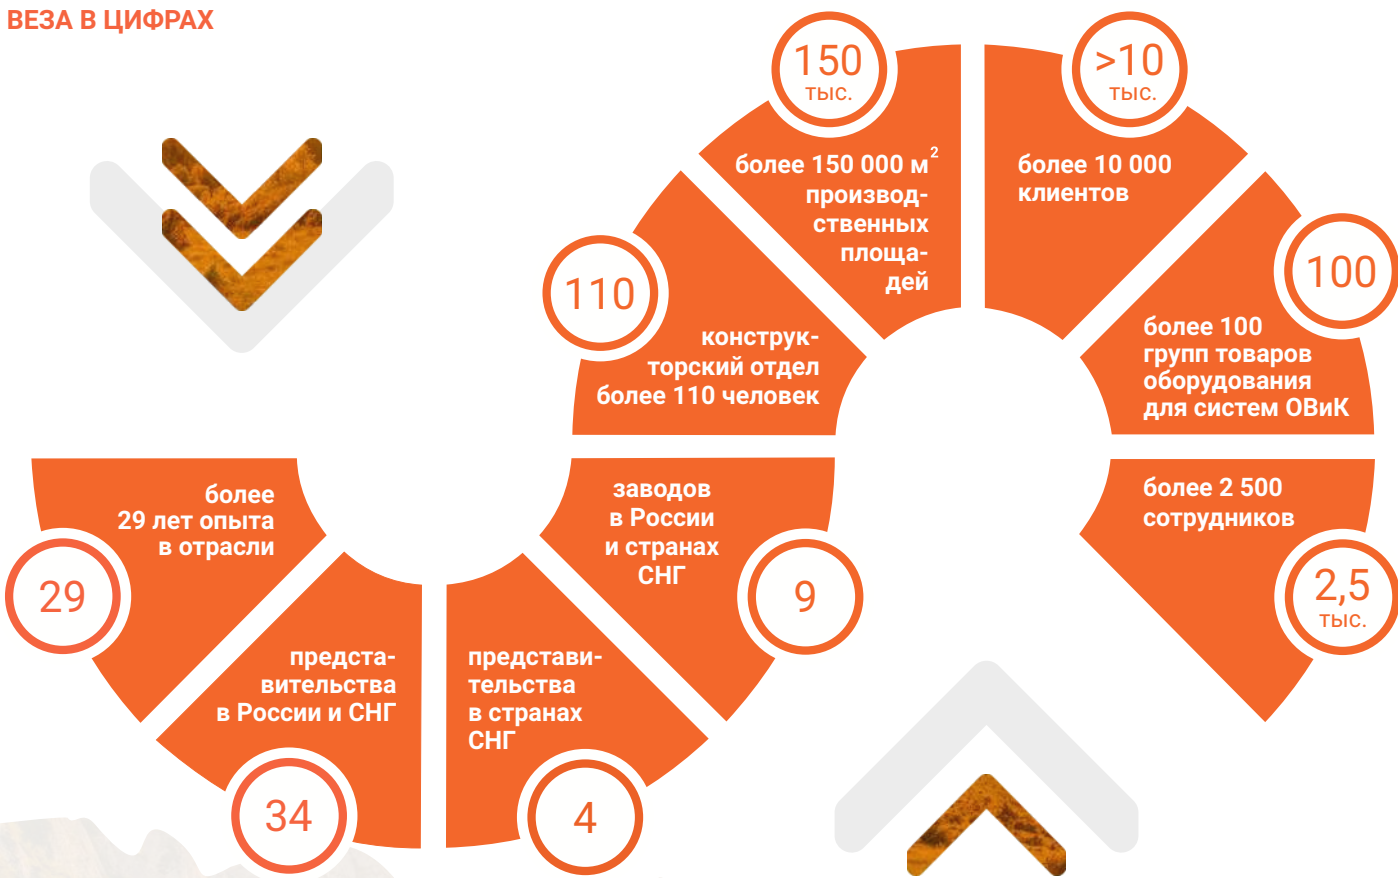 ВЕЗА В ЦИФРАХ
более
29 лет опыта
в отрасли
29
предста-
вительства
в России и СНГ
34
представи-
тельства
в странах
СНГ
4
заводов
в России
и странах
СНГ
9
110
конструк-
торский отдел
более 110 человек
150
тыс.
более 150 000 м²
производ-
ственных
площа-
дей
>10
тыс.
более 10 000
клиентов
100
более 100
групп товаров
оборудования
для систем ОВиК
более 2 500
сотрудников
2,5
тыс.